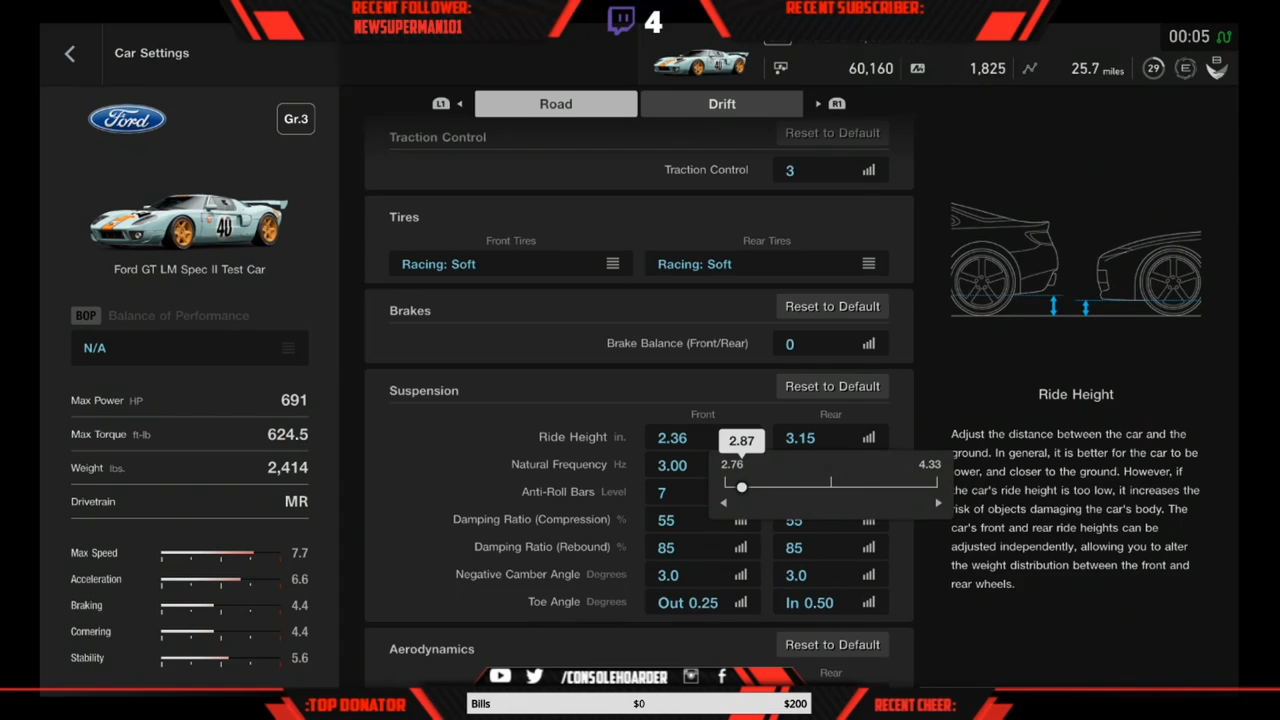 RECENT FOLLOWER:
NEWSUPERMAN101
4
RECENT SUBSCRIBER:
00:05
Car Settings
60,160
1,825
25.7 miles
29
E
L1
Road
Drift
R1
Ford
Gr.3
40
Ford GT LM Spec II Test Car
BOP Balance of Performance
N/A
Max Power HP 691
Max Torque ft-lb 624.5
Weight lbs. 2,414
Drivetrain MR
Max Speed 7.7
Acceleration 6.6
Braking 4.4
Cornering 4.4
Stability 5.6
Traction Control Reset to Default
Traction Control 3
Tires
Front Tires Rear Tires
Racing: Soft Racing: Soft
Brakes Reset to Default
Brake Balance (Front/Rear) 0
Suspension Reset to Default
Front Rear
Ride Height in. 2.36 3.15
2.87
2.76 4.33
Natural Frequency Hz 3.00
Anti-Roll Bars Level 7
Damping Ratio (Compression) % 55 55
Damping Ratio (Rebound) % 85 85
Negative Camber Angle Degrees 3.0 3.0
Toe Angle Degrees Out 0.25 In 0.50
Aerodynamics Reset to Default
Rear
Ride Height
Adjust the distance between the car and the
ground. In general, it is better for the car to be
lower, and closer to the ground. However, if
the car's ride height is too low, it increases the
risk of objects damaging the car's body. The
car's front and rear ride heights can be
adjusted independently, allowing you to alter
the weight distribution between the front and
rear wheels.
/CONSOLEHOARDER
:TOP DONATOR
Bills $0 $200
RECENT CHEER: